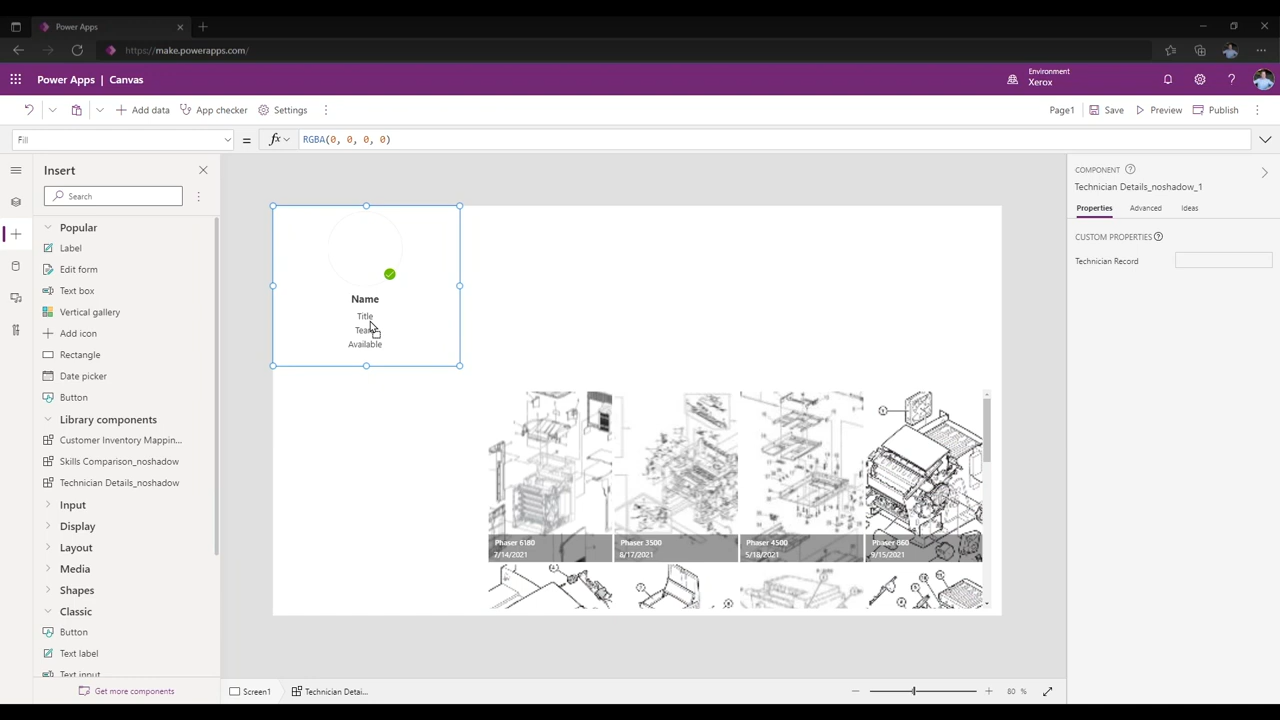 Power Apps
https://make.powerapps.com/
Power Apps | Canvas
Environment
Xerox
Add data
App checker
Settings
Page1
Save
Preview
Publish
Fill
=
fx
RGBA(0, 0, 0, 0)
Insert
Search
Popular
Label
Edit form
Text box
Vertical gallery
Add icon
Rectangle
Date picker
Button
Library components
Customer Inventory Mappin...
Skills Comparison_noshadow
Technician Details_noshadow
Input
Display
Layout
Media
Shapes
Classic
Button
Text label
Text input
Get more components
Name
Title
Team
Available
Phaser 6180
7/14/2021
Phaser 3500
8/17/2021
Phaser 4500
5/18/2021
Phaser 860
9/15/2021
Screen1
Technician Detai...
80 %
COMPONENT
Technician Details_noshadow_1
Properties
Advanced
Ideas
CUSTOM PROPERTIES
Technician Record